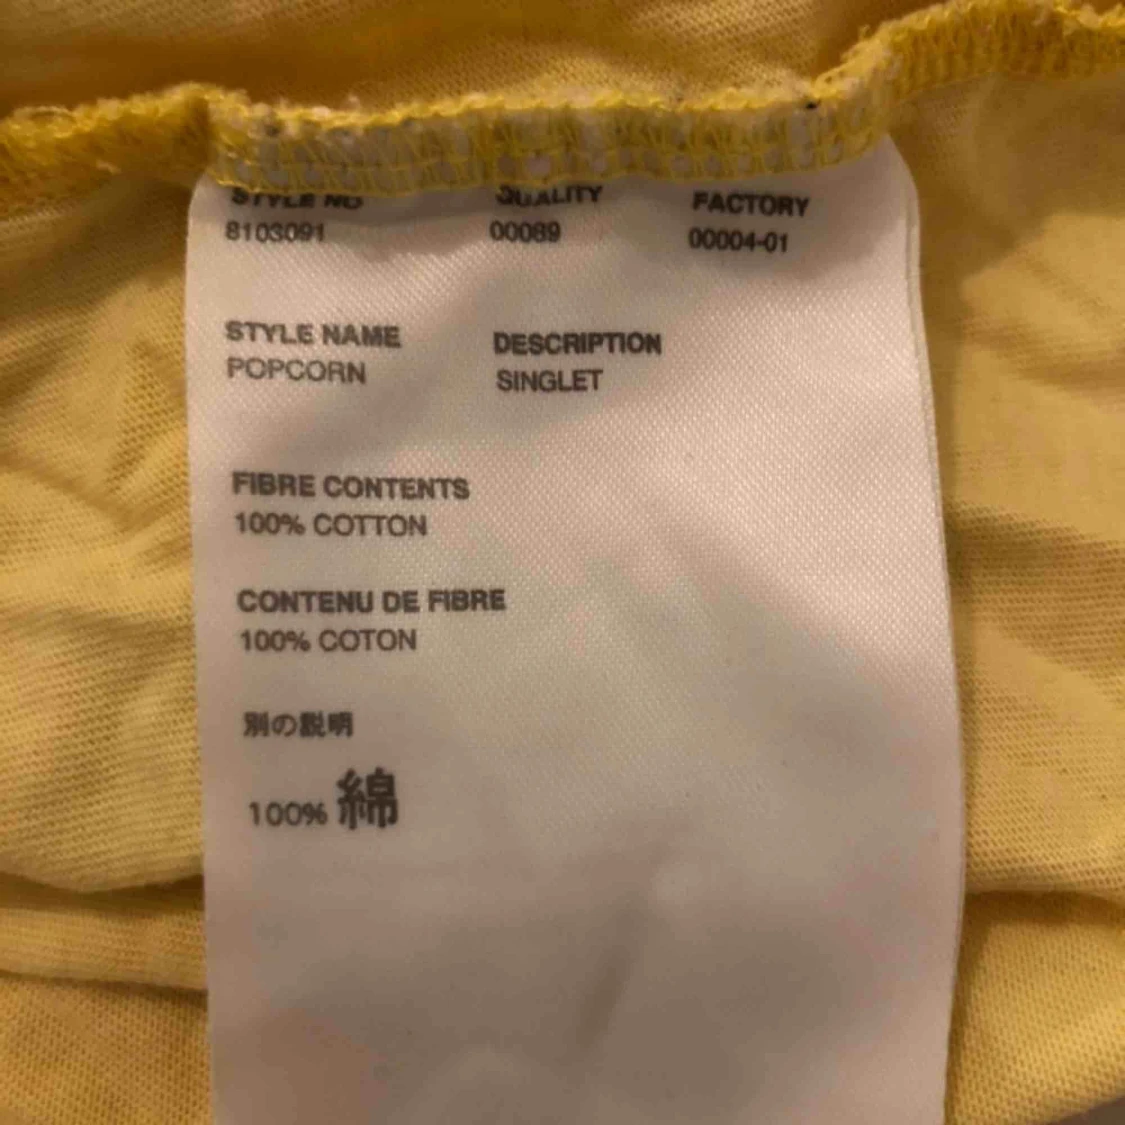 STYLE NO QUALITY FACTORY
8103091 00089 00004-01
STYLE NAME DESCRIPTION
POPCORN SINGLET
FIBRE CONTENTS
100% COTTON
CONTENU DE FIBRE
100% COTON
別の説明
100% 綿